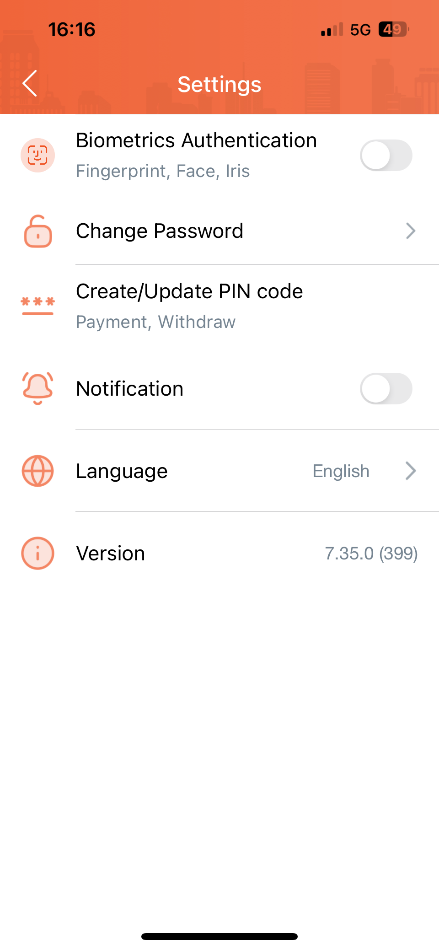 16:16
5G 49
Settings
Biometrics Authentication
Fingerprint, Face, Iris
Change Password
***
Create/Update PIN code
Payment, Withdraw
Notification
Language English
Version 7.35.0 (399)